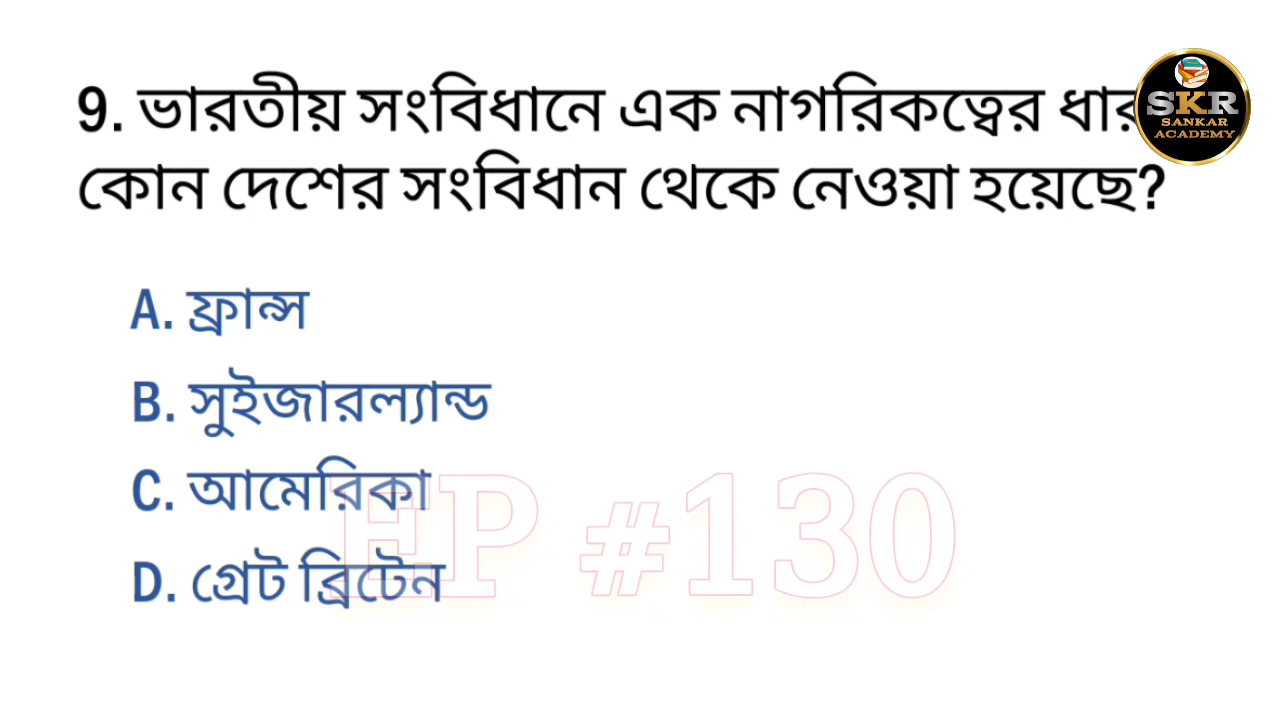 9. ভারতীয় সংবিধানে এক নাগরিকত্বের ধার
কোন দেশের সংবিধান থেকে নেওয়া হয়েছে?
SKR
SANKAR
ACADEMY
A. ফ্রান্স
B. সুইজারল্যান্ড
C. আমেরিকা
D. গ্রেট ব্রিটেন
EP #130